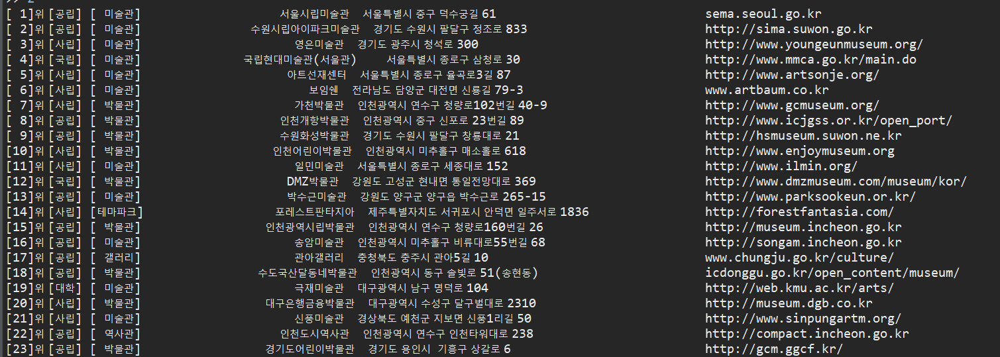 >> 2
[ 1]위 [공립] [ 미술관] 서울시립미술관 서울특별시 중구 덕수궁길 61 sema.seoul.go.kr
[ 2]위 [공립] [ 미술관] 수원시립아이파크미술관 경기도 수원시 팔달구 정조로 833 http://sima.suwon.go.kr
[ 3]위 [사립] [ 미술관] 영은미술관 경기도 광주시 청석로 300 http://www.youngeunmuseum.org/
[ 4]위 [국립] [ 미술관] 국립현대미술관(서울관) 서울특별시 종로구 삼청로 30 http://www.mmca.go.kr/main.do
[ 5]위 [사립] [ 미술관] 아트선재센터 서울특별시 종로구 율곡로3길 87 http://www.artsonje.org/
[ 6]위 [사립] [ 미술관] 보임쉔 전라남도 담양군 대전면 신룡길 79-3 www.artbaum.co.kr
[ 7]위 [사립] [ 박물관] 가천박물관 인천광역시 연수구 청량로102번길 40-9 http://www.gcmuseum.org/
[ 8]위 [공립] [ 박물관] 인천개항박물관 인천광역시 중구 신포로 23번길 89 http://www.icjgss.or.kr/open_port/
[ 9]위 [공립] [ 박물관] 수원화성박물관 경기도 수원시 팔달구 창룡대로 21 http://hsmuseum.suwon.ne.kr
[10]위 [사립] [ 박물관] 인천어린이박물관 인천광역시 미추홀구 매소홀로 618 http://www.enjoymuseum.org
[11]위 [사립] [ 미술관] 일민미술관 서울특별시 종로구 세종대로 152 http://www.ilmin.org/
[12]위 [국립] [ 박물관] DMZ박물관 강원도 고성군 현내면 통일전망대로 369 http://www.dmzmuseum.com/museum/kor/
[13]위 [공립] [ 미술관] 박수근미술관 강원도 양구군 양구읍 박수근로 265-15 http://www.parksookeun.or.kr/
[14]위 [사립] [테마파크] 포레스트판타지아 제주특별자치도 서귀포시 안덕면 일주서로 1836 http://forestfantasia.com/
[15]위 [공립] [ 박물관] 인천광역시립박물관 인천광역시 연수구 청량로160번길 26 http://museum.incheon.go.kr
[16]위 [공립] [ 미술관] 송암미술관 인천광역시 미추홀구 비류대로55번길 68 http://songam.incheon.go.kr
[17]위 [공립] [ 갤러리] 관아갤러리 충청북도 충주시 관아5길 10 www.chungju.go.kr/culture/
[18]위 [공립] [ 박물관] 수도국산달동네박물관 인천광역시 동구 솔빛로 51(송현동) icdonggu.go.kr/open_content/museum/
[19]위 [대학] [ 미술관] 극재미술관 대구광역시 남구 명덕로 104 http://web.kmu.ac.kr/arts/
[20]위 [사립] [ 박물관] 대구은행금융박물관 대구광역시 수성구 달구벌대로 2310 http://museum.dgb.co.kr
[21]위 [사립] [ 미술관] 신풍미술관 경상북도 예천군 지보면 신풍1리길 50 http://www.sinpungartm.org/
[22]위 [공립] [ 역사관] 인천도시역사관 인천광역시 연수구 인천타워대로 238 http://compact.incheon.go.kr
[23]위 [공립] [ 박물관] 경기도어린이박물관 경기도 용인시 기흥구 상갈로 6 http://gcm.ggcf.kr/